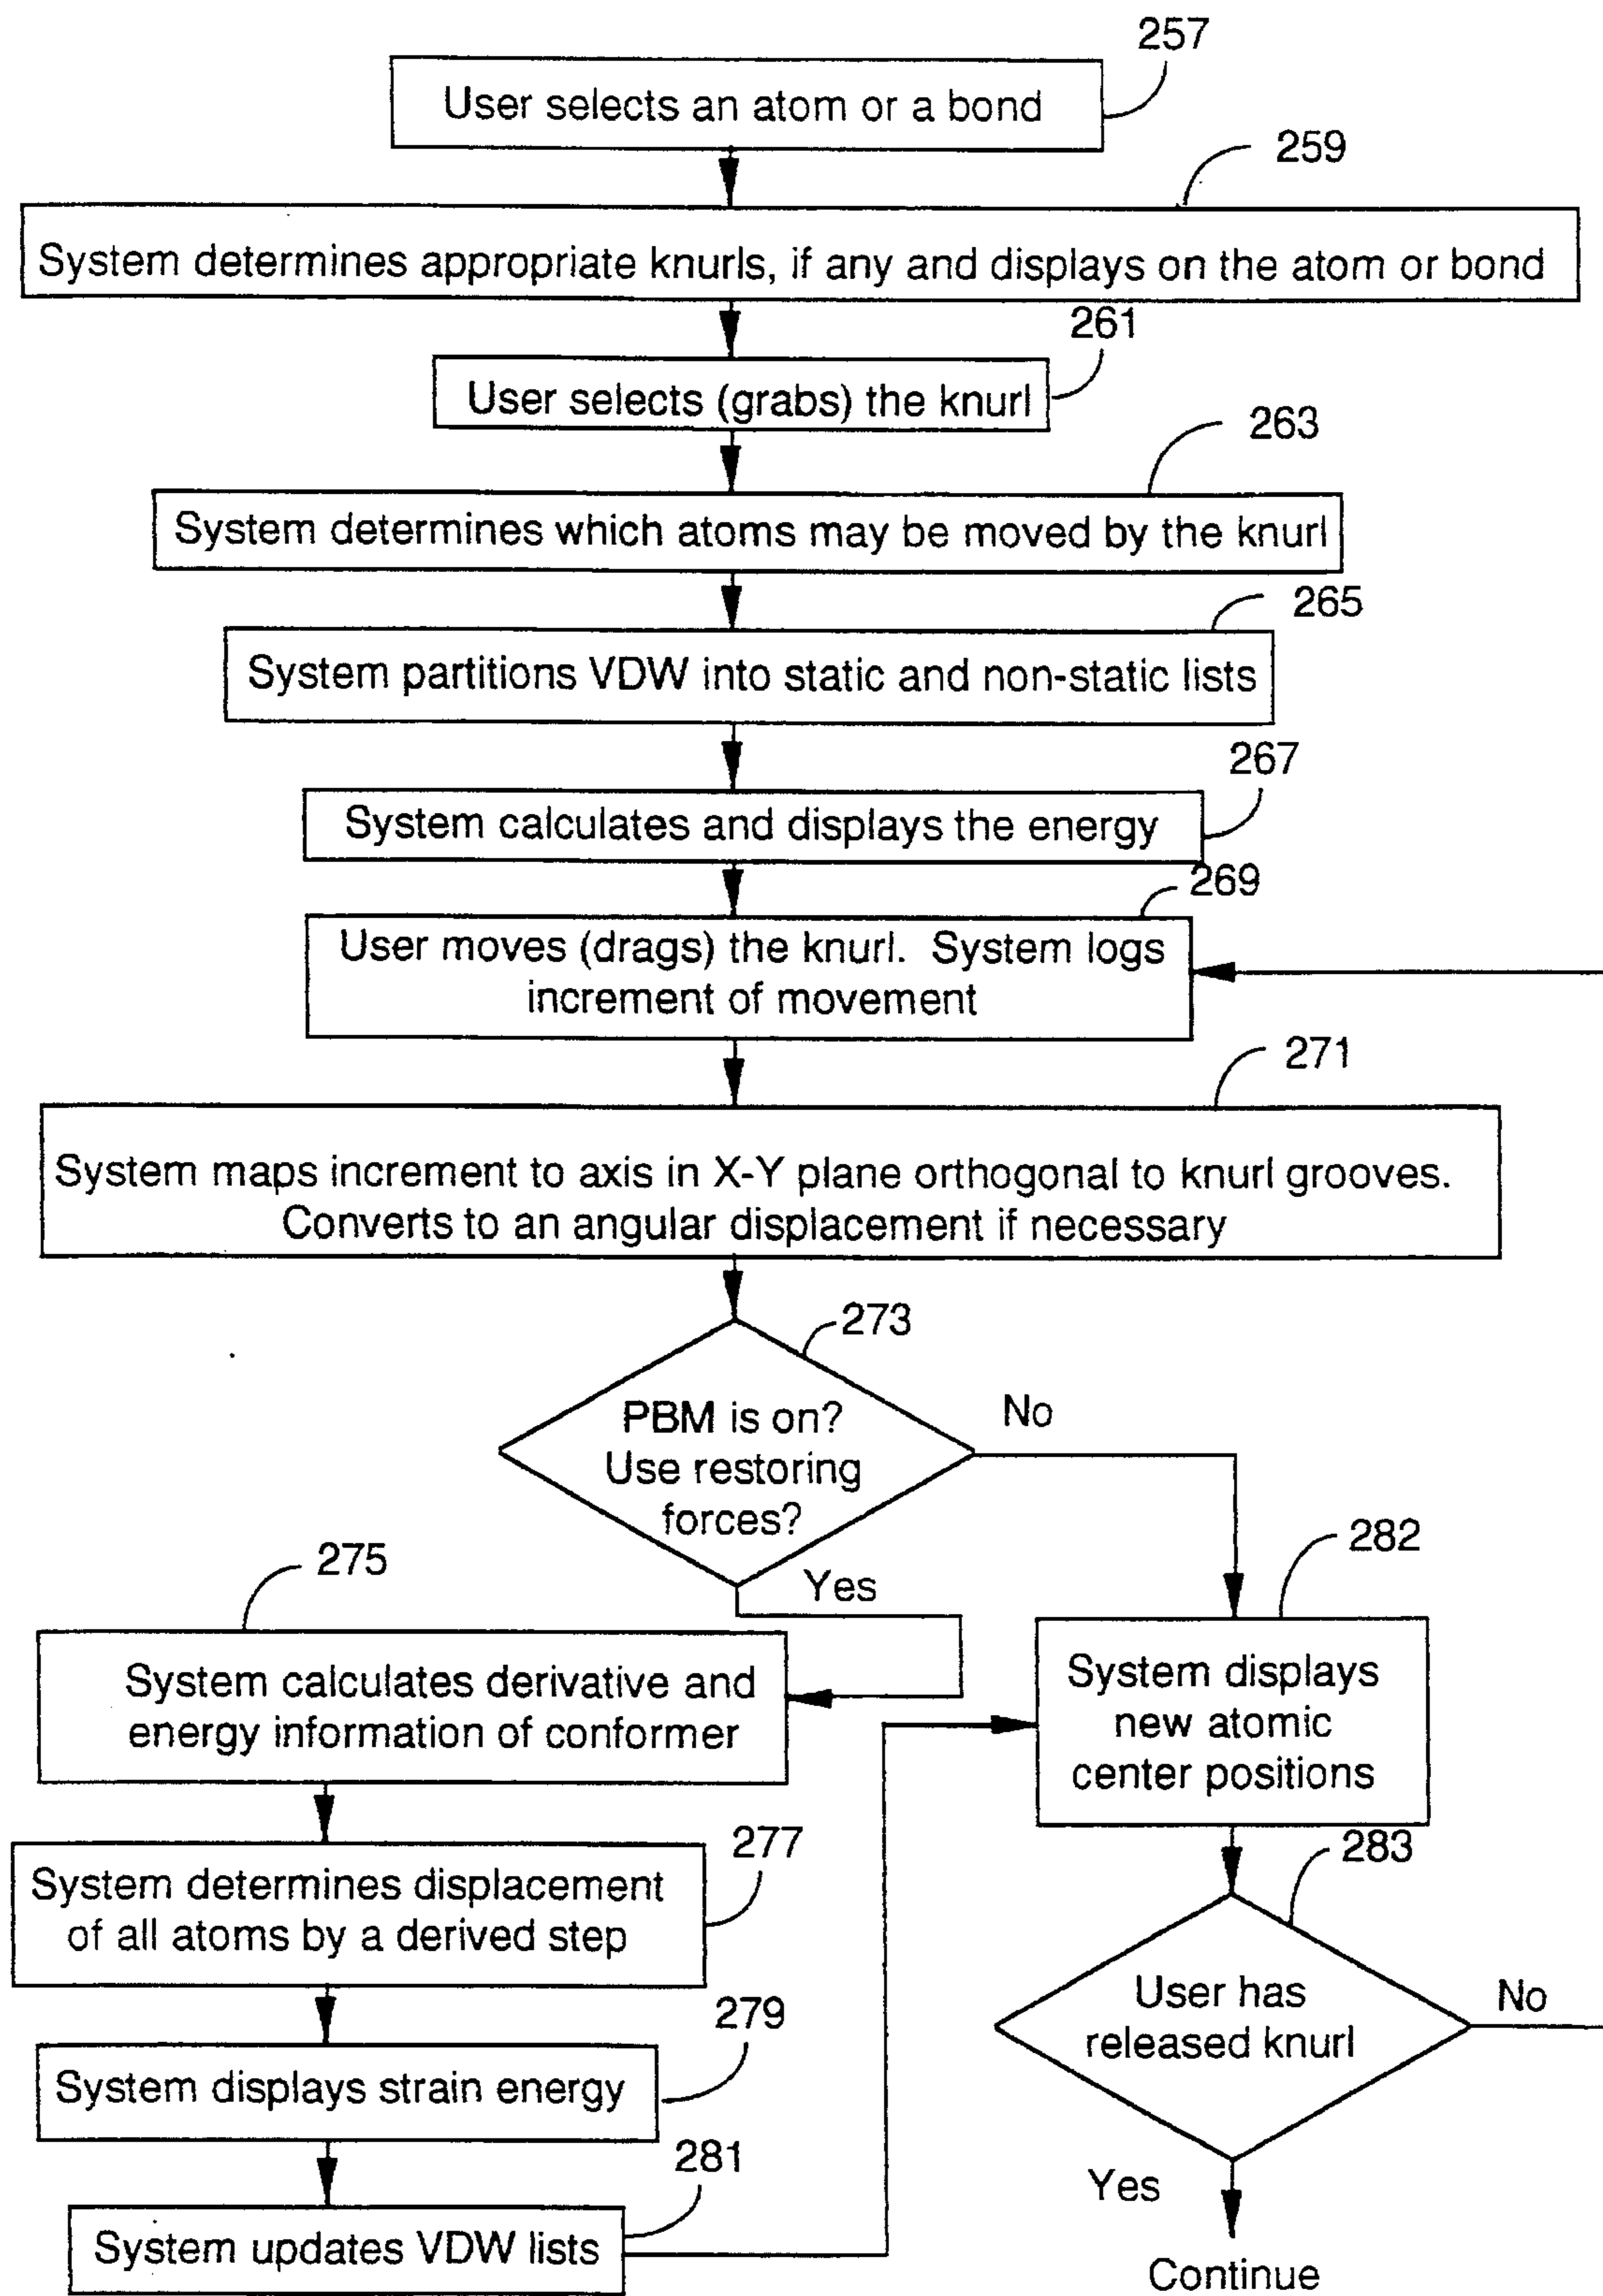 257
User selects an atom or a bond
259
System determines appropriate knurls, if any and displays on the atom or bond
261
User selects (grabs) the knurl
263
System determines which atoms may be moved by the knurl
265
System partitions VDW into static and non-static lists
267
System calculates and displays the energy
269
User moves (drags) the knurl. System logs
increment of movement
271
System maps increment to axis in X-Y plane orthogonal to knurl grooves.
Converts to an angular displacement if necessary
273
PBM is on?
Use restoring
forces?
No
Yes
275
System calculates derivative and
energy information of conformer
277
System determines displacement
of all atoms by a derived step
279
System displays strain energy
281
System updates VDW lists
282
System displays
new atomic
center positions
283
User has
released knurl
No
Yes
Continue